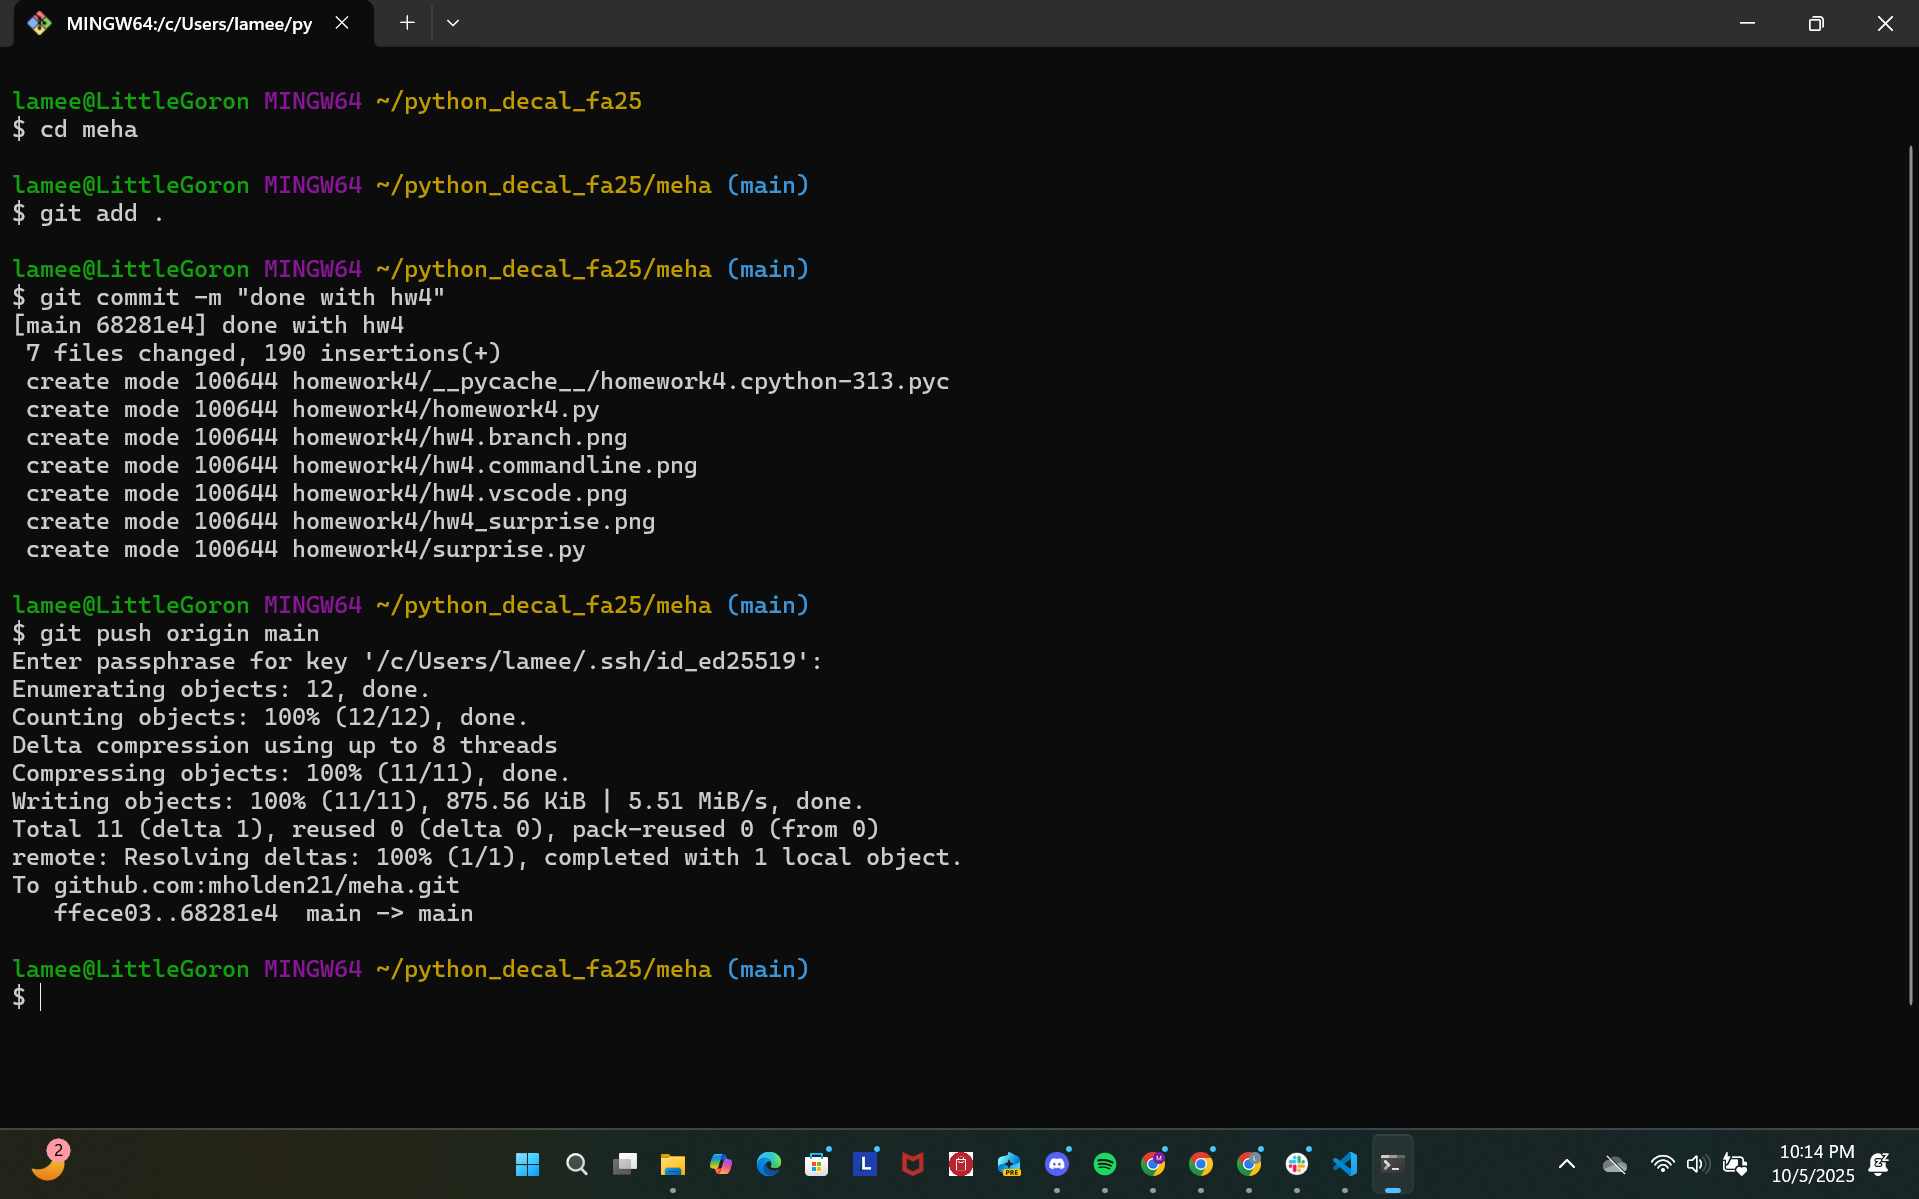 MINGW64:/c/Users/lamee/py
lamee@LittleGoron MINGW64 ~/python_decal_fa25
$ cd meha
lamee@LittleGoron MINGW64 ~/python_decal_fa25/meha (main)
$ git add .
lamee@LittleGoron MINGW64 ~/python_decal_fa25/meha (main)
$ git commit -m "done with hw4"
[main 68281e4] done with hw4
 7 files changed, 190 insertions(+)
 create mode 100644 homework4/__pycache__/homework4.cpython-313.pyc
 create mode 100644 homework4/homework4.py
 create mode 100644 homework4/hw4.branch.png
 create mode 100644 homework4/hw4.commandline.png
 create mode 100644 homework4/hw4.vscode.png
 create mode 100644 homework4/hw4_surprise.png
 create mode 100644 homework4/surprise.py
lamee@LittleGoron MINGW64 ~/python_decal_fa25/meha (main)
$ git push origin main
Enter passphrase for key '/c/Users/lamee/.ssh/id_ed25519':
Enumerating objects: 12, done.
Counting objects: 100% (12/12), done.
Delta compression using up to 8 threads
Compressing objects: 100% (11/11), done.
Writing objects: 100% (11/11), 875.56 KiB | 5.51 MiB/s, done.
Total 11 (delta 1), reused 0 (delta 0), pack-reused 0 (from 0)
remote: Resolving deltas: 100% (1/1), completed with 1 local object.
To github.com:mholden21/meha.git
   ffece03..68281e4  main -> main
lamee@LittleGoron MINGW64 ~/python_decal_fa25/meha (main)
$
2
L
PRE
M
L
10:14 PM
10/5/2025